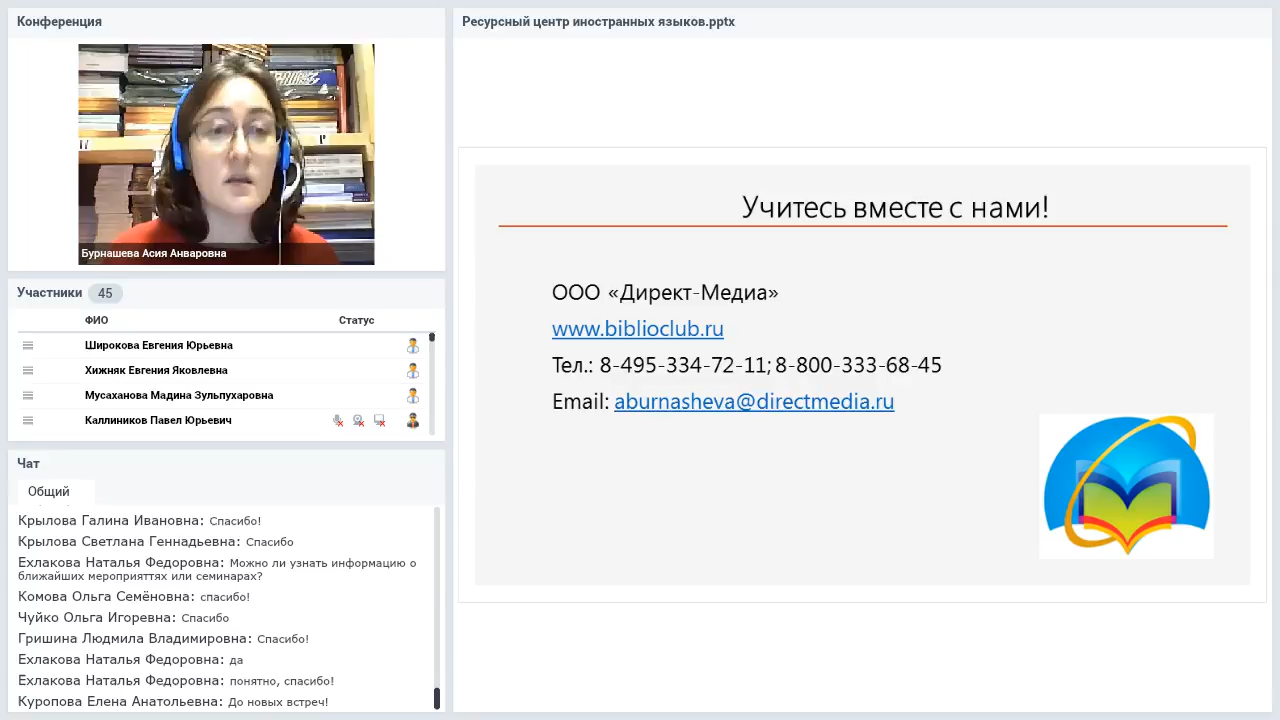 Конференция
Бурнашева Асия Анваровна
Участники 45
ФИО Статус
Широкова Евгения Юрьевна
Хижняк Евгения Яковлевна
Мусаханова Мадина Зульпухаровна
Каллиников Павел Юрьевич
Чат
Общий
Крылова Галина Ивановна: Спасибо!
Крылова Светлана Геннадьевна: Спасибо
Ехлакова Наталья Федоровна: Можно ли узнать информацию о
ближайших мероприяттях или семинарах?
Комова Ольга Семёновна: спасибо!
Чуйко Ольга Игоревна: Спасибо
Гришина Людмила Владимировна: Спасибо!
Ехлакова Наталья Федоровна: да
Ехлакова Наталья Федоровна: понятно, спасибо!
Куропова Елена Анатольевна: До новых встреч!
Ресурсный центр иностранных языков.pptx
Учитесь вместе с нами!
ООО «Директ-Медиа»
www.biblioclub.ru
Тел.: 8-495-334-72-11; 8-800-333-68-45
Email: aburnasheva@directmedia.ru